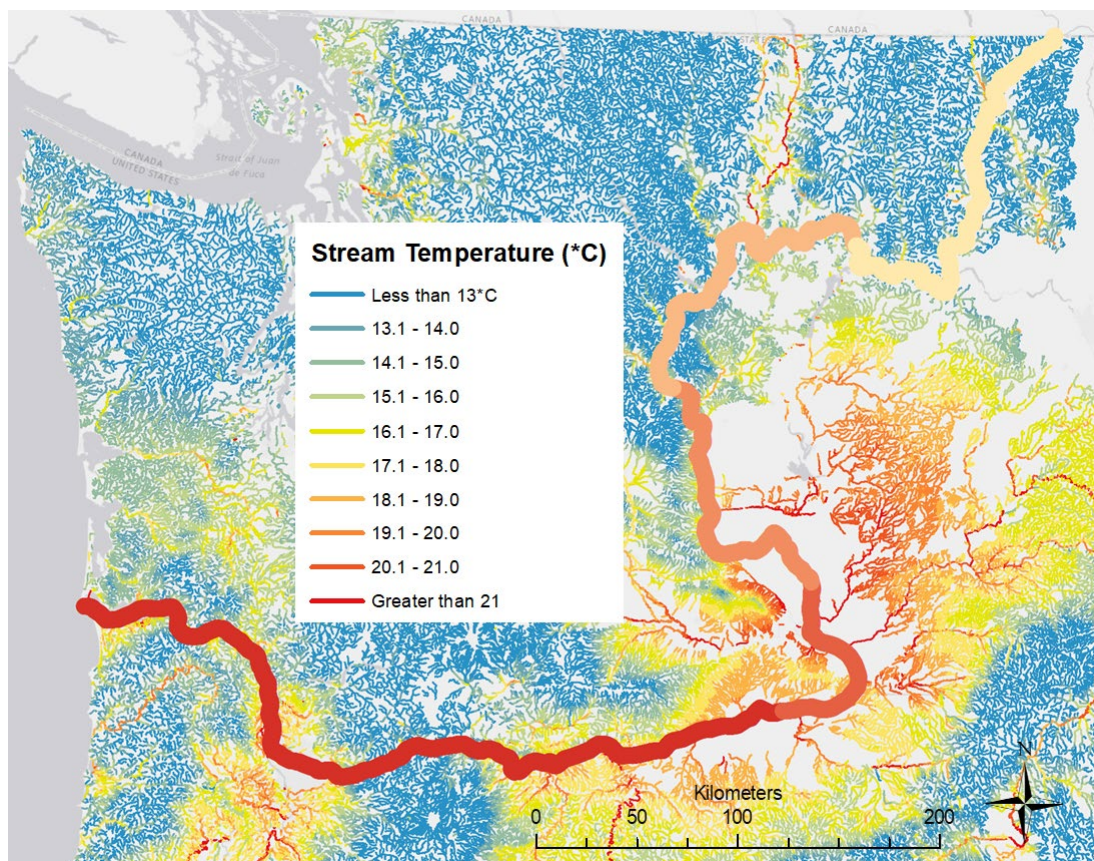 CANADA
STATES
CANADA
CANADA
UNITED STATES
Strait of Juan
de Fuca
Stream Temperature (*C)
Less than 13*C
13.1 - 14.0
14.1 - 15.0
15.1 - 16.0
16.1 - 17.0
17.1 - 18.0
18.1 - 19.0
19.1 - 20.0
20.1 - 21.0
Greater than 21
N
Kilometers
0 50 100 200